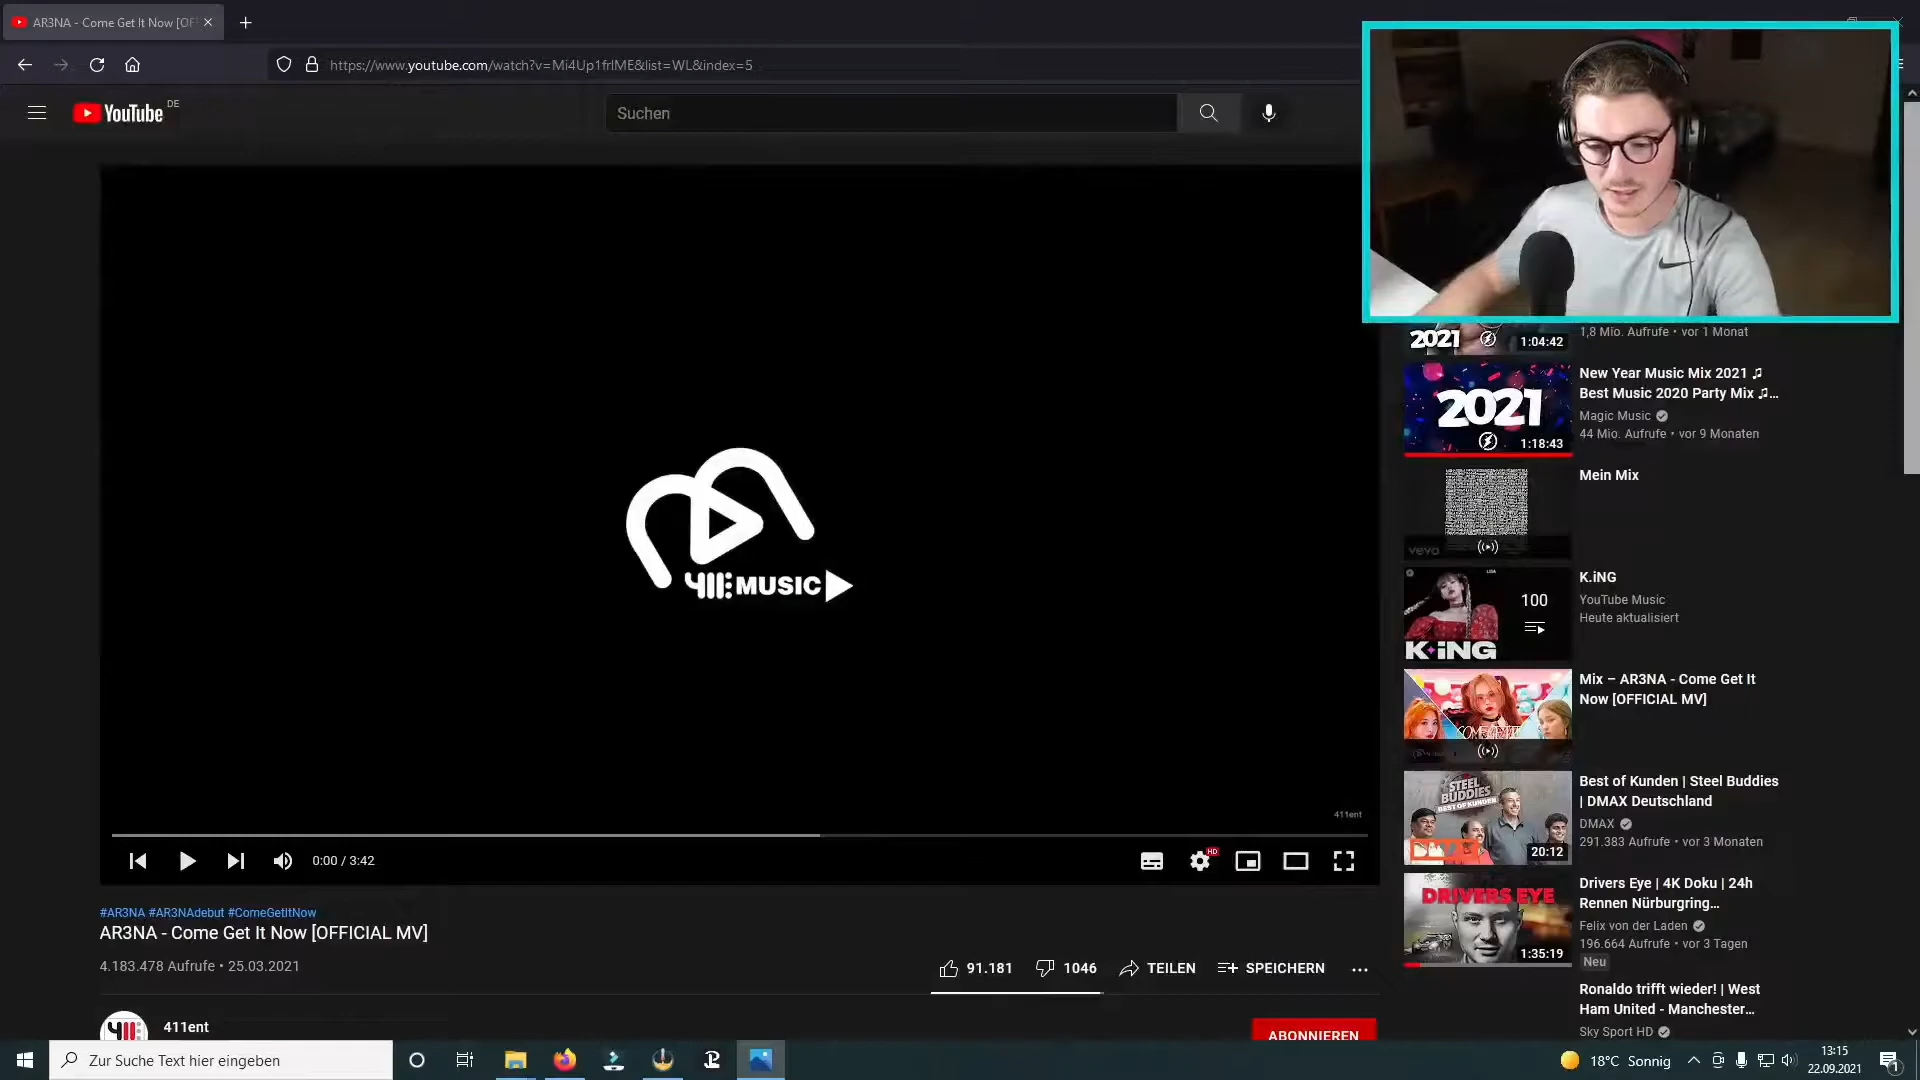 AR3NA - Come Get It Now [OF
https://www.youtube.com/watch?v=Mi4Up1frlME&list=WL&index=5
YouTube DE
Suchen
2021
1:04:42
1,8 Mio. Aufrufe • vor 1 Monat
2021
1:18:43
New Year Music Mix 2021 ♫
Best Music 2020 Party Mix ♫...
Magic Music
44 Mio. Aufrufe • vor 9 Monaten
vevo
Mein Mix
K.iNG
100
K.iNG
YouTube Music
Heute aktualisiert
Mix – AR3NA - Come Get It
Now [OFFICIAL MV]
STEEL
BUDDIES
BEST OF KUNDEN
20:12
Best of Kunden | Steel Buddies
| DMAX Deutschland
DMAX
291.383 Aufrufe • vor 3 Monaten
DRIVERS EYE
1:35:19
Drivers Eye | 4K Doku | 24h
Rennen Nürburgring...
Felix von der Laden
196.664 Aufrufe • vor 3 Tagen
Neu
Ronaldo trifft wieder! | West
Ham United - Manchester...
Sky Sport HD
411 MUSIC
411ent
0:00 / 3:42
HD
#AR3NA #AR3NAdebut #ComeGetItNow
AR3NA - Come Get It Now [OFFICIAL MV]
4.183.478 Aufrufe • 25.03.2021
91.181
1046
TEILEN
SPEICHERN
411ent
ABONNIEREN
Zur Suche Text hier eingeben
18°C Sonnig
13:15
22.09.2021
1